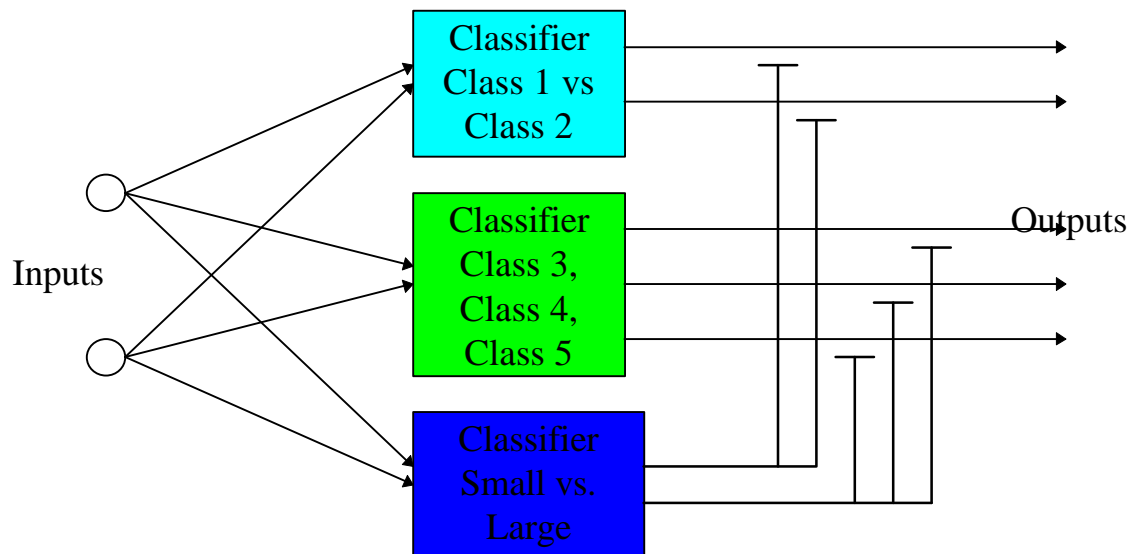 Classifier
Class 1 vs
Class 2
Classifier
Class 3,
Class 4,
Class 5
Classifier
Small vs.
Large
Inputs
Outputs